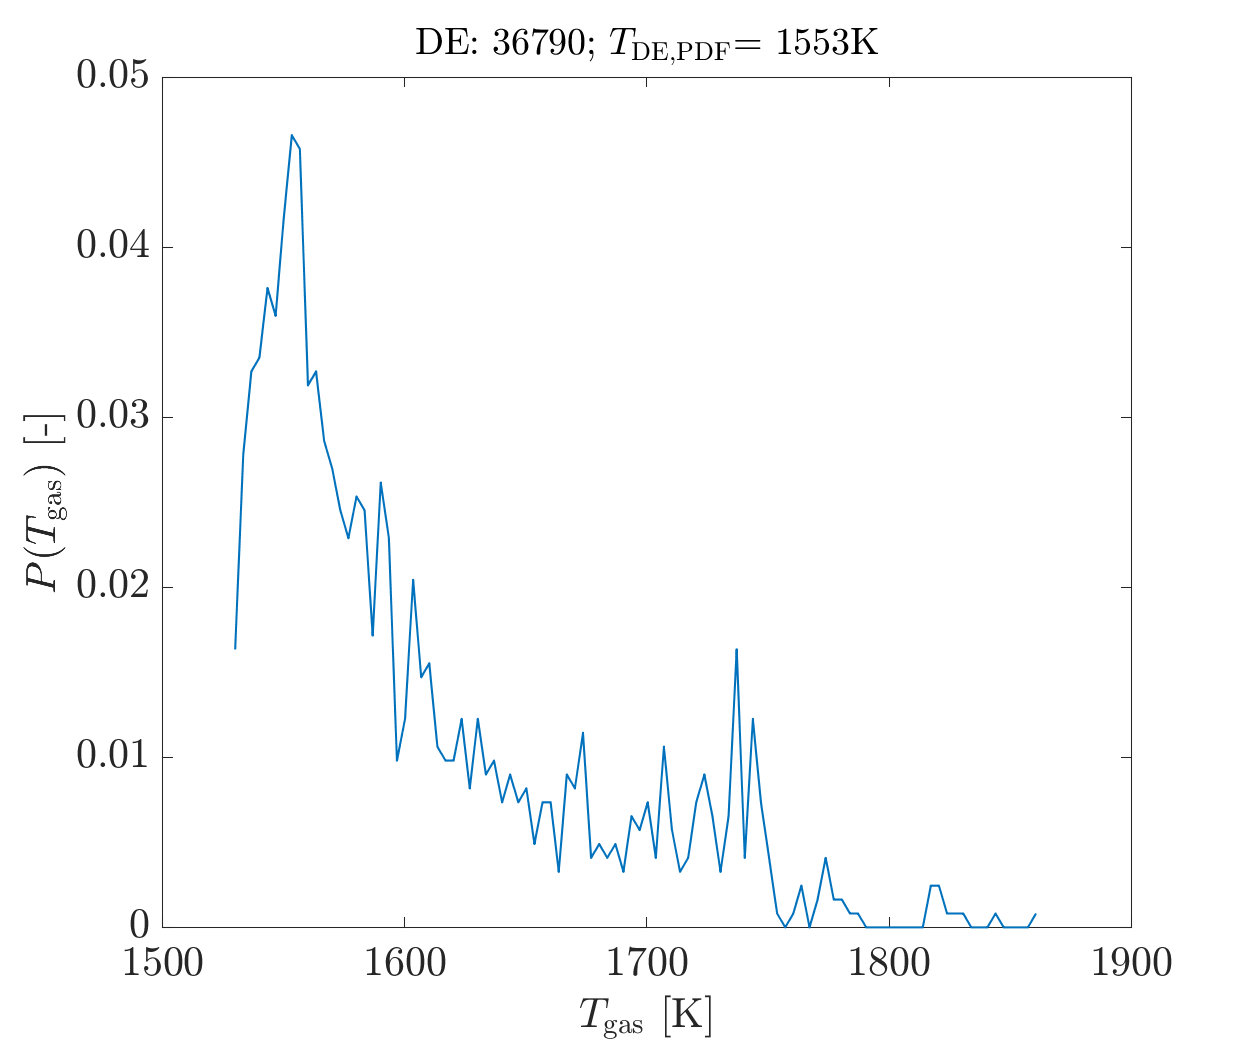 DE: 36790; T_DE,PDF= 1553K
0.05
0.04
0.03
0.02
0.01
0
P(T_gas) [-]
1500 1600 1700 1800 1900
T_gas [K]